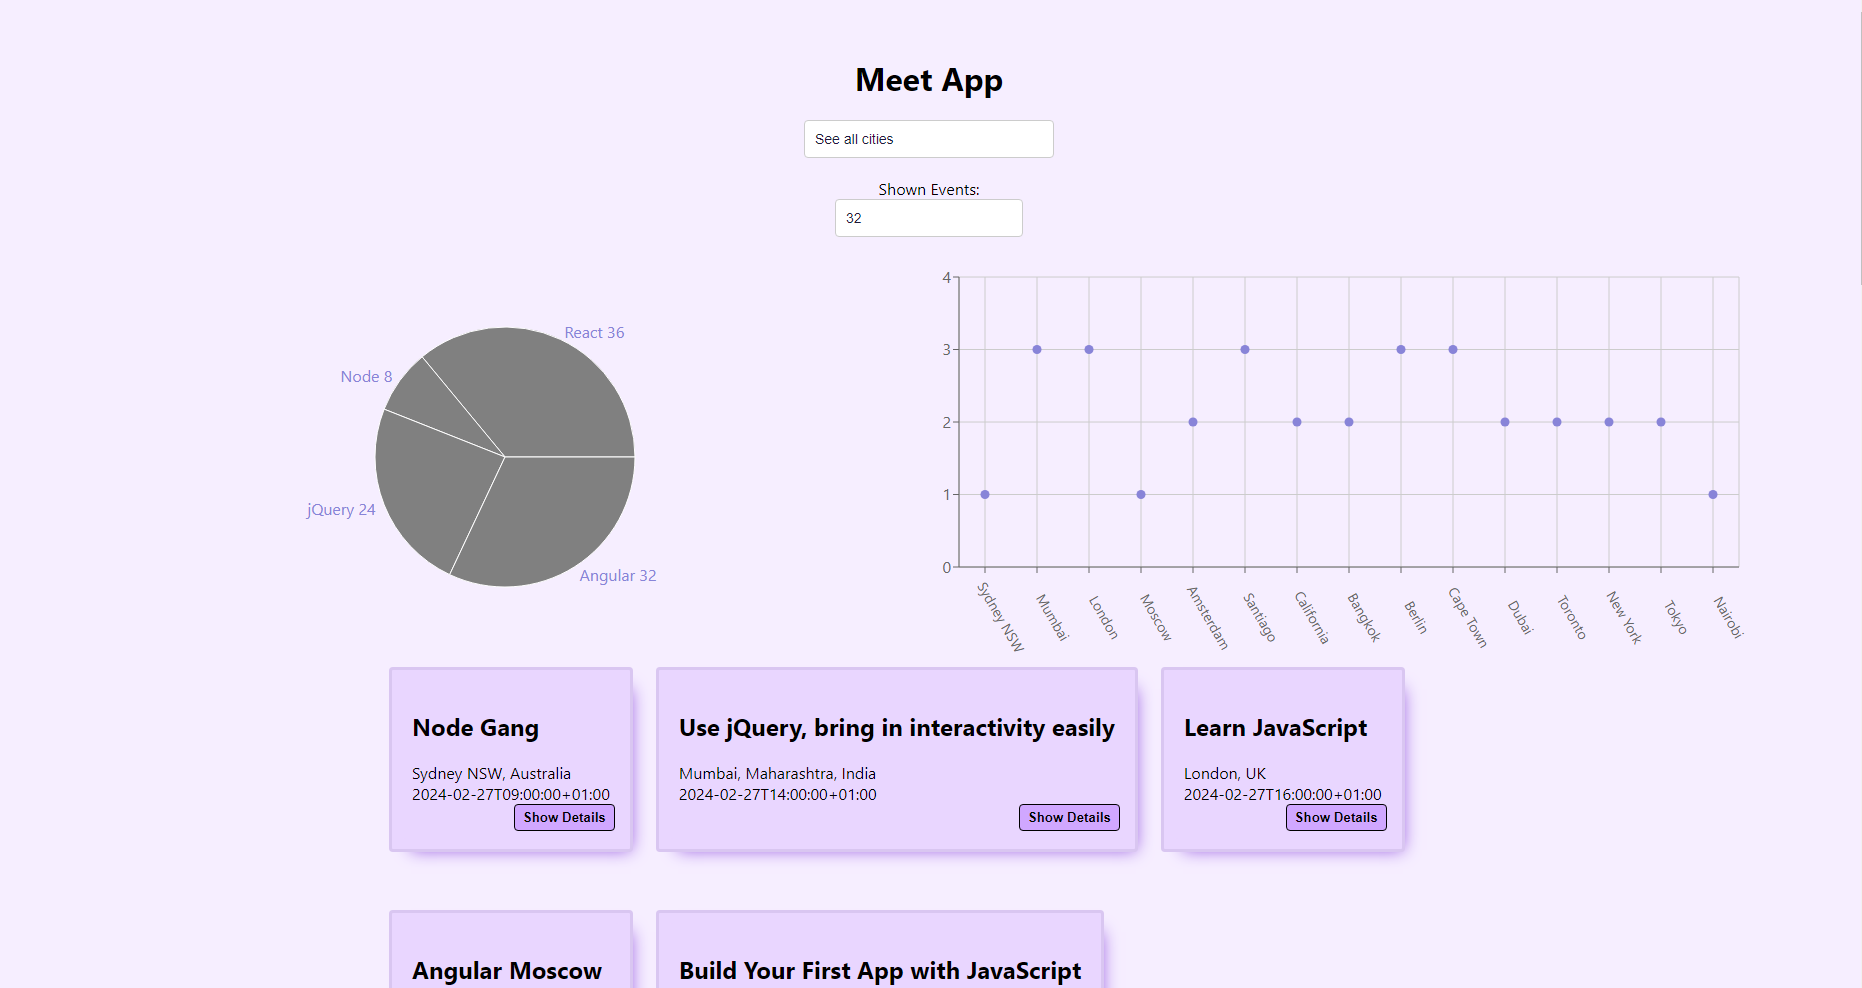 Meet App
See all cities
Shown Events:
32
React 36
Node 8
jQuery 24
Angular 32
4
3
2
1
0
Sydney NSW
Mumbai
London
Moscow
Amsterdam
Santiago
California
Bangkok
Berlin
Cape Town
Dubai
Toronto
New York
Tokyo
Nairobi
Node Gang
Sydney NSW, Australia
2024-02-27T09:00:00+01:00
Show Details
Use jQuery, bring in interactivity easily
Mumbai, Maharashtra, India
2024-02-27T14:00:00+01:00
Show Details
Learn JavaScript
London, UK
2024-02-27T16:00:00+01:00
Show Details
Angular Moscow
Build Your First App with JavaScript